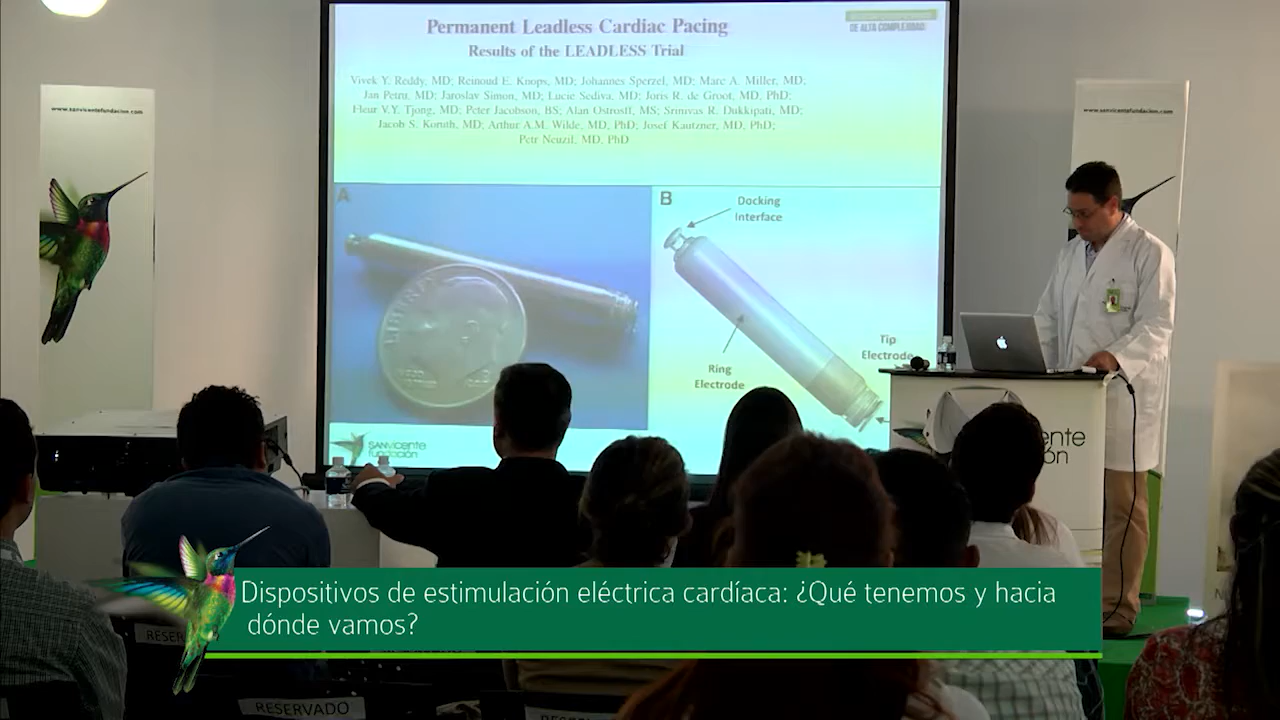 Permanent Leadless Cardiac Pacing
Results of the LEADLESS Trial
DE ALTA COMPLEJIDAD
Vivek Y. Reddy, MD; Reinoud E. Knops, MD; Johannes Sperzel, MD; Marc A. Miller, MD;
Jan Petru, MD; Jaroslav Simon, MD; Lucie Sediva, MD; Joris R. de Groot, MD, PhD;
Fleur V.Y. Tjong, MD; Peter Jacobson, BS; Alan Ostrosff, MS; Srinivas R. Dukkipati, MD;
Jacob S. Koruth, MD; Arthur A.M. Wilde, MD, PhD; Josef Kautzner, MD, PhD;
Petr Neuzil, MD, PhD
www.sanvicentefundacion.com
www.sanvicentefundacion.com
A
LIBERTY
B
Docking
Interface
Ring
Electrode
Tip
Electrode
SANVICENTE
fundación
ente
ón
Dispositivos de estimulación eléctrica cardíaca: ¿Qué tenemos y hacia
dónde vamos?
RESER
RESERVADO